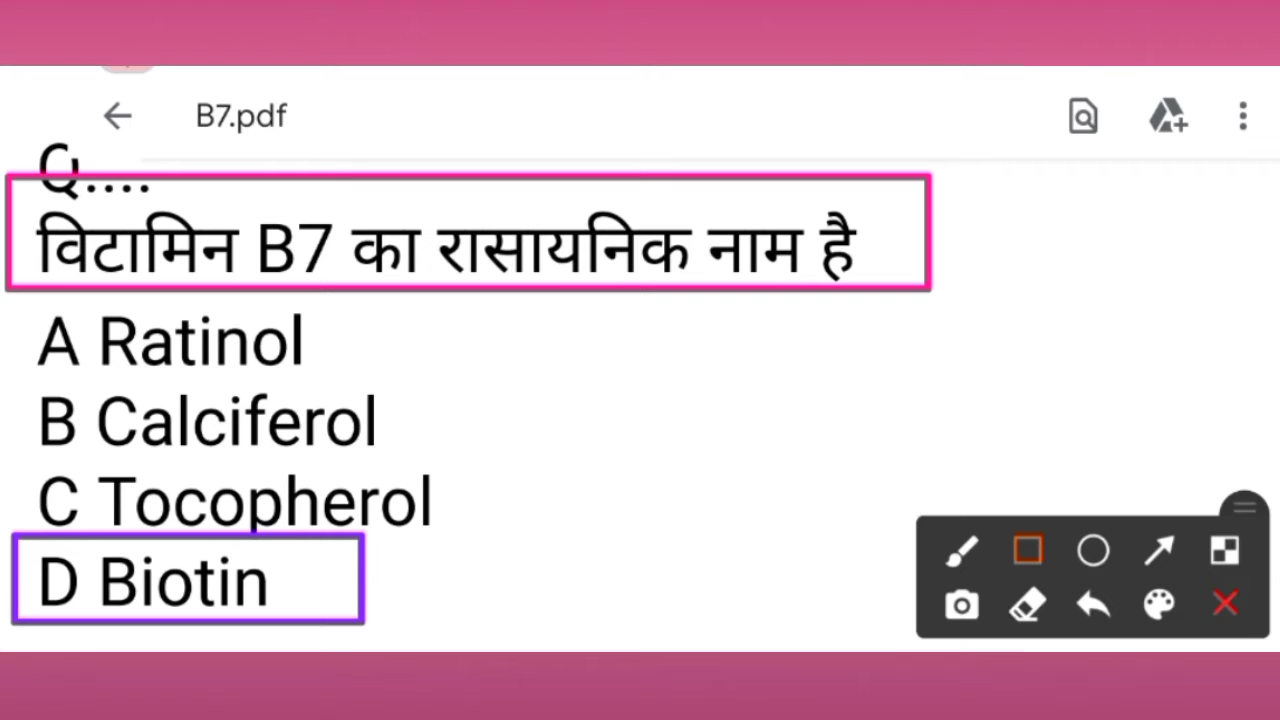 B7.pdf
Q....
विटामिन B7 का रासायनिक नाम है
A Ratinol
B Calciferol
C Tocopherol
D Biotin